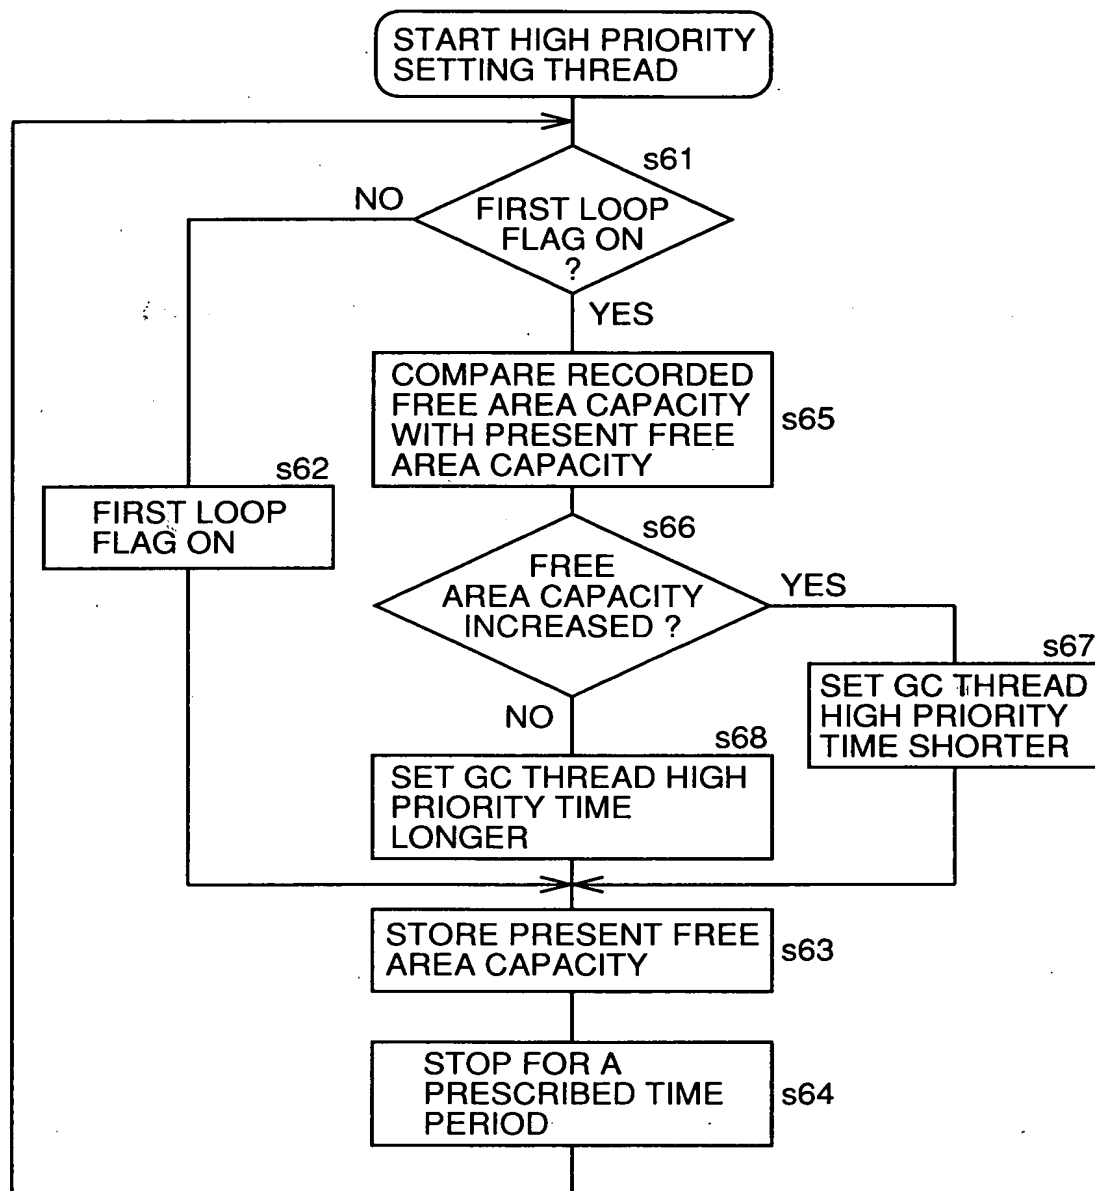 START HIGH PRIORITY
SETTING THREAD
s61
NO
FIRST LOOP
FLAG ON
?
YES
COMPARE RECORDED
FREE AREA CAPACITY
WITH PRESENT FREE
AREA CAPACITY
s65
s62
FIRST LOOP
FLAG ON
s66
FREE
AREA CAPACITY
INCREASED ?
YES
s67
SET GC THREAD
HIGH PRIORITY
TIME SHORTER
NO
s68
SET GC THREAD HIGH
PRIORITY TIME
LONGER
STORE PRESENT FREE
AREA CAPACITY
s63
STOP FOR A
PRESCRIBED TIME
PERIOD
s64